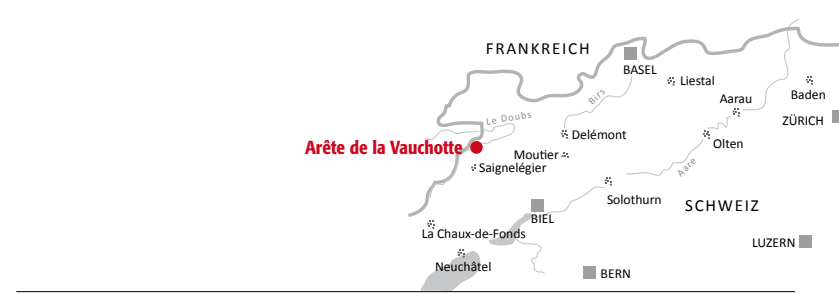 FRANKREICH
BASEL
Liestal
Birs
Aarau
Baden
ZÜRICH
Le Doubs
Arête de la Vauchotte
Delémont
Olten
Moutier
Saignelégier
Aare
Solothurn
SCHWEIZ
BIEL
La Chaux-de-Fonds
LUZERN
Neuchâtel
BERN